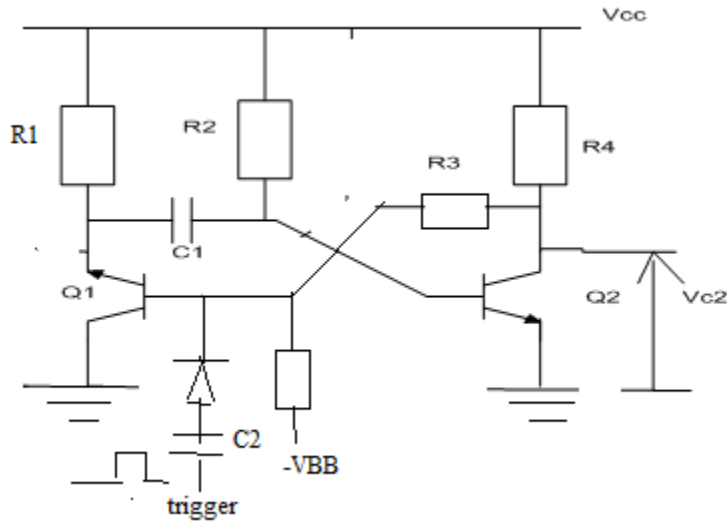 Vcc
R1
R2
R3
R4
C1
Q1
Q2
Vc2
C2
-VBB
trigger